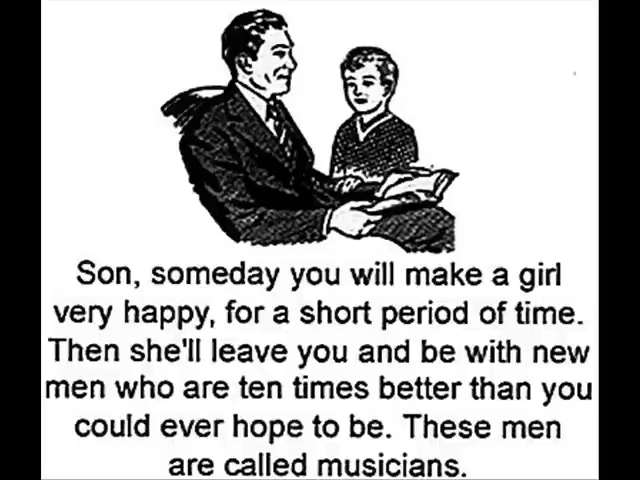 Son, someday you will make a girl
very happy, for a short period of time.
Then she'll leave you and be with new
men who are ten times better than you
could ever hope to be. These men
are called musicians.